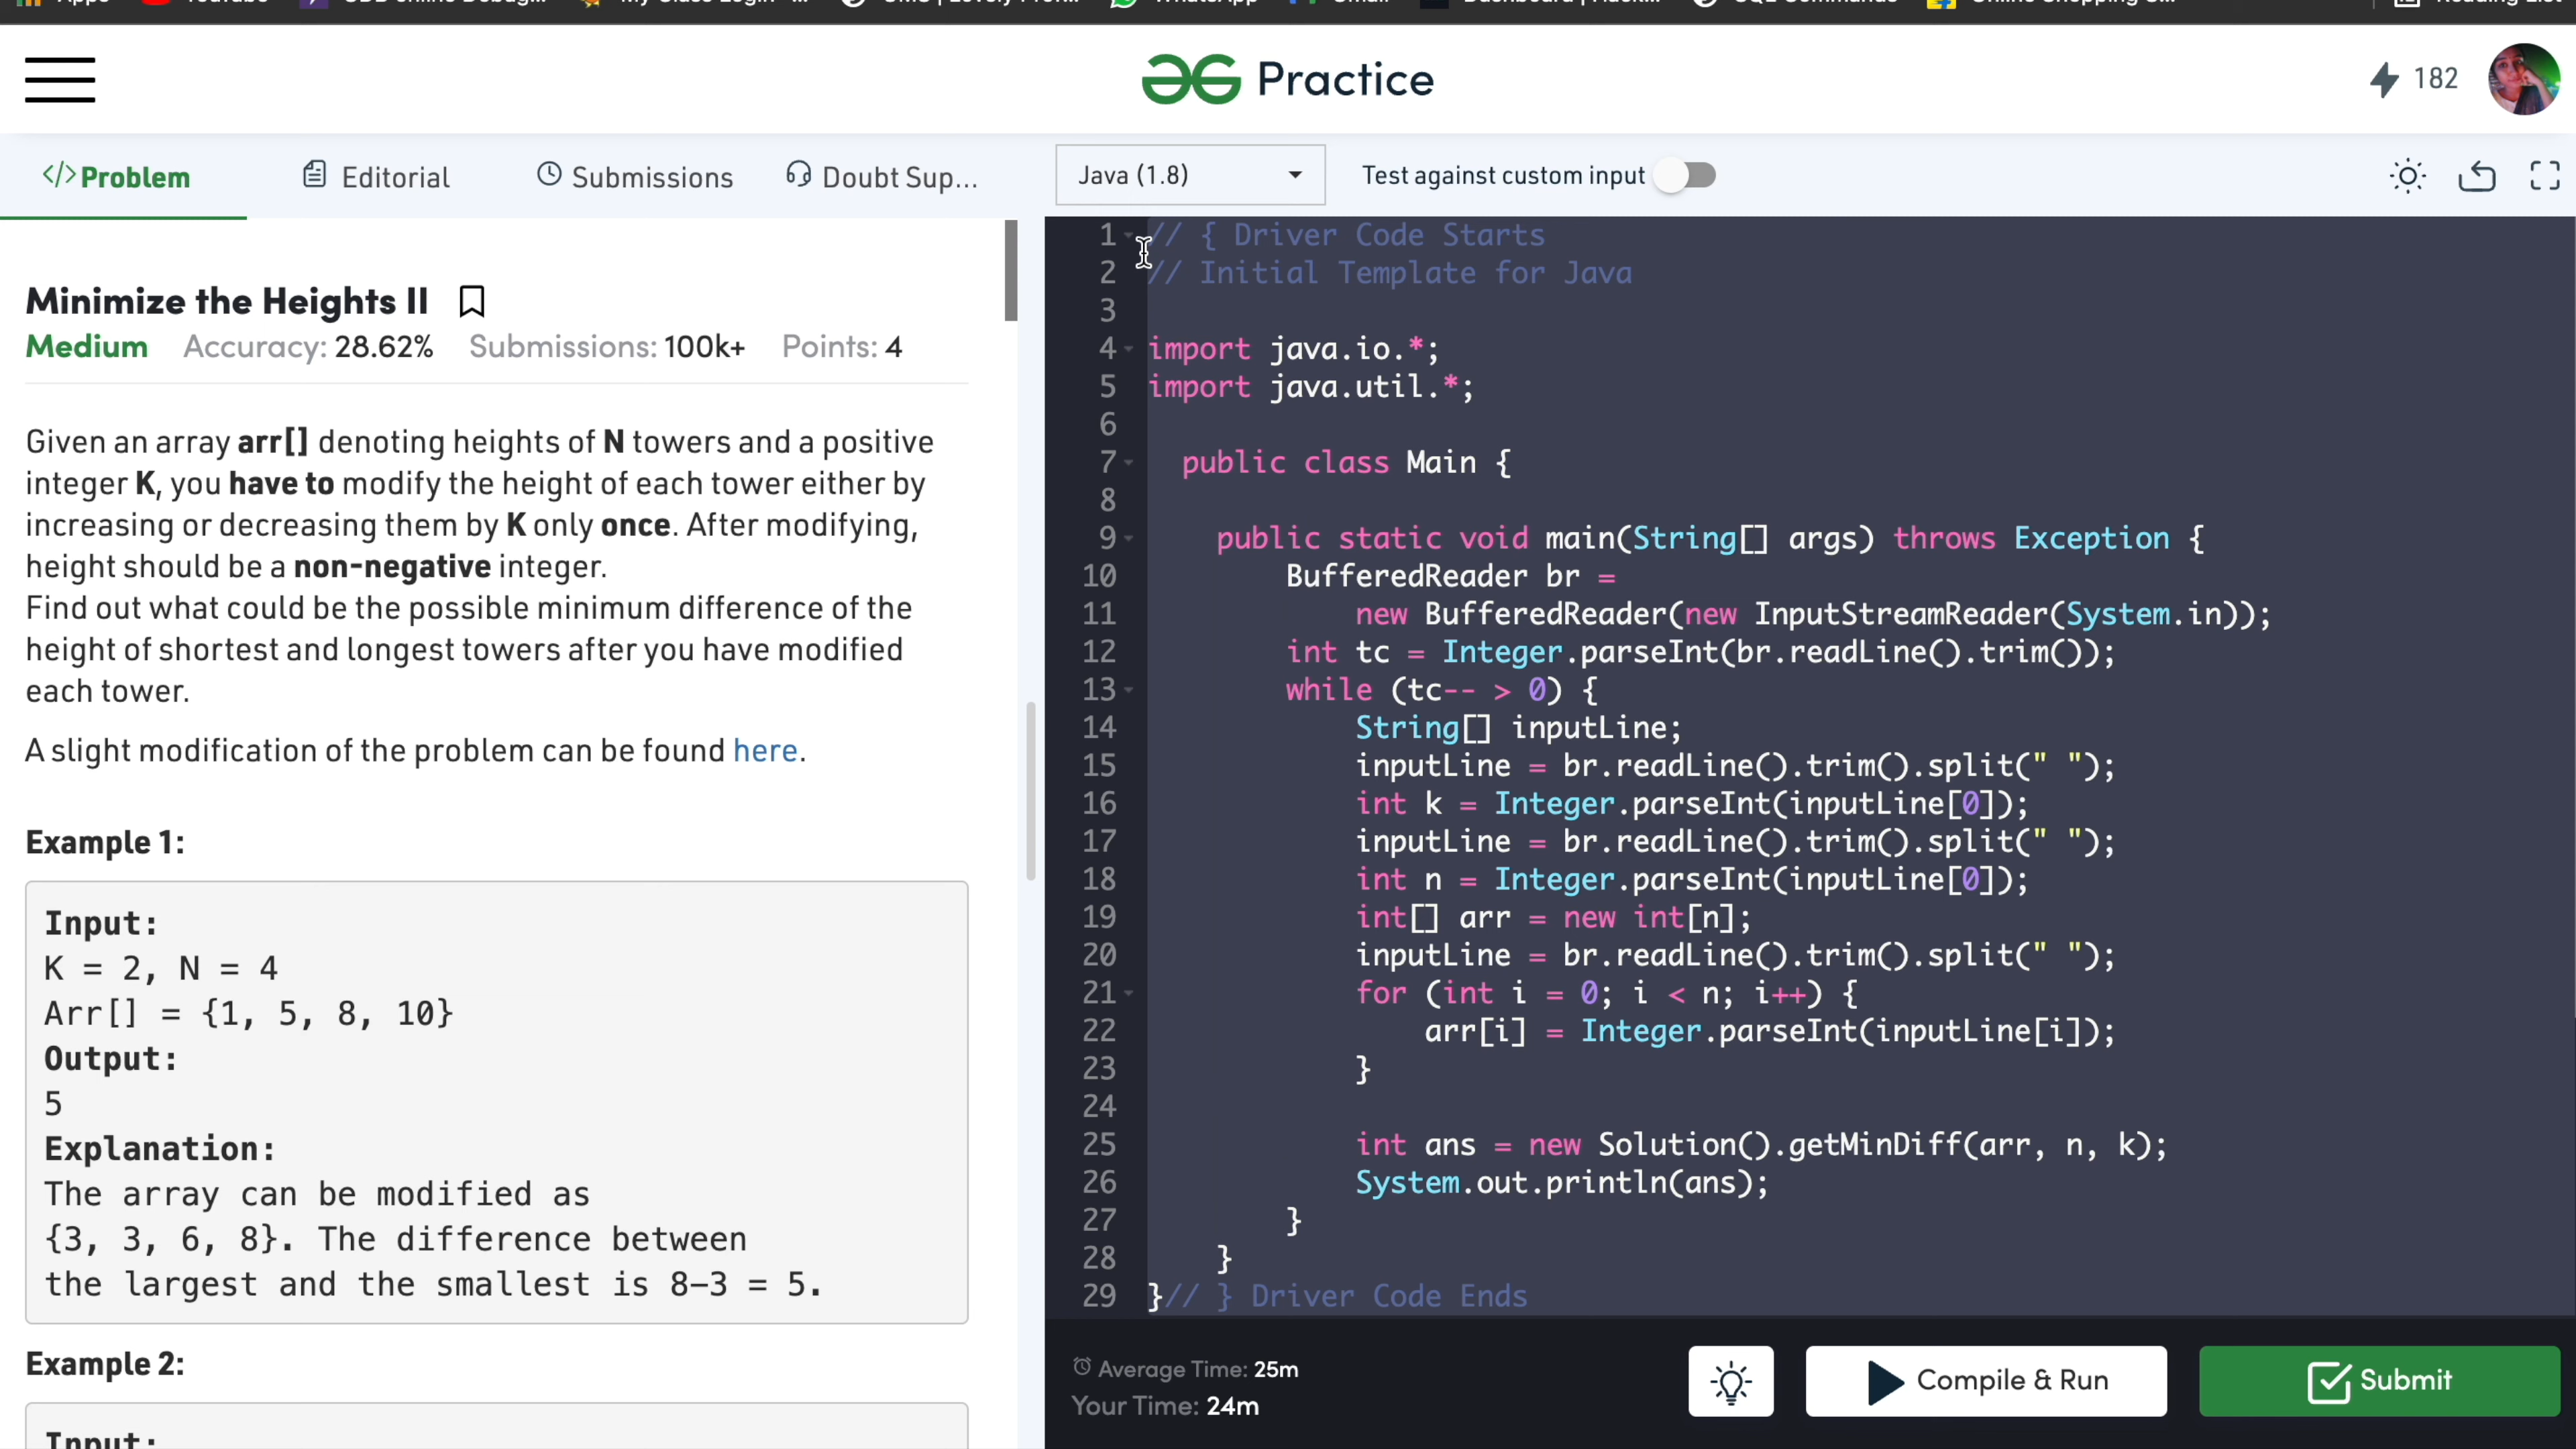 Practice
182
</>Problem
Editorial
Submissions
Doubt Sup...
Java (1.8)
Test against custom input
Minimize the Heights II
Medium Accuracy: 28.62% Submissions: 100k+ Points: 4
Given an array arr[] denoting heights of N towers and a positive
integer K, you have to modify the height of each tower either by
increasing or decreasing them by K only once. After modifying,
height should be a non-negative integer.
Find out what could be the possible minimum difference of the
height of shortest and longest towers after you have modified
each tower.
A slight modification of the problem can be found here.
Example 1:
Input:
K = 2, N = 4
Arr[] = {1, 5, 8, 10}
Output:
5
Explanation:
The array can be modified as
{3, 3, 6, 8}. The difference between
the largest and the smallest is 8-3 = 5.
Example 2:
Input:
1 // { Driver Code Starts
2 // Initial Template for Java
3
4 import java.io.*;
5 import java.util.*;
6
7 public class Main {
8
9 public static void main(String[] args) throws Exception {
10 BufferedReader br =
11 new BufferedReader(new InputStreamReader(System.in));
12 int tc = Integer.parseInt(br.readLine().trim());
13 while (tc-- > 0) {
14 String[] inputLine;
15 inputLine = br.readLine().trim().split(" ");
16 int k = Integer.parseInt(inputLine[0]);
17 inputLine = br.readLine().trim().split(" ");
18 int n = Integer.parseInt(inputLine[0]);
19 int[] arr = new int[n];
20 inputLine = br.readLine().trim().split(" ");
21 for (int i = 0; i < n; i++) {
22 arr[i] = Integer.parseInt(inputLine[i]);
23 }
24
25 int ans = new Solution().getMinDiff(arr, n, k);
26 System.out.println(ans);
27 }
28 }
29 }// } Driver Code Ends
Average Time: 25m
Your Time: 24m
Compile & Run
Submit